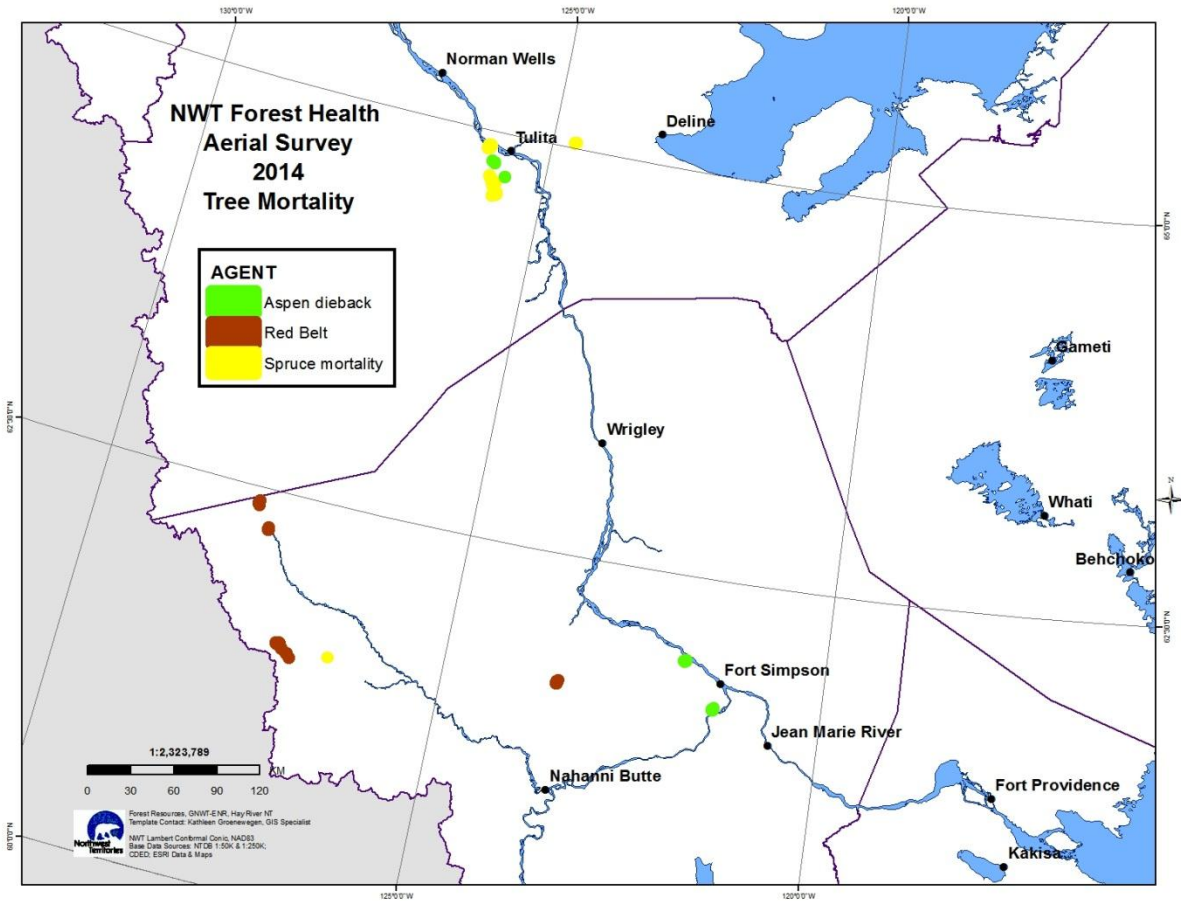 130°0'0"W
125°0'0"W
120°0'0"W
Norman Wells
NWT Forest Health
Aerial Survey
2014
Tree Mortality
Tulita
Deline
AGENT
Aspen dieback
Red Belt
Spruce mortality
Gameti
Wrigley
Whati
Behchoko
Fort Simpson
Jean Marie River
Nahanni Butte
Fort Providence
Kakisa
1:2,323,789
KM
0 30 60 90 120
Northwest
Territories
Forest Resources, GNWT-ENR, Hay River NT
Template Contact: Kathleen Groenewegen, GIS Specialist
NWT Lambert Conformal Conic, NAD83
Base Data Sources: NTDB 1:50K & 1:250K;
CDED; ESRI Data & Maps
125°0'0"W
120°0'0"W